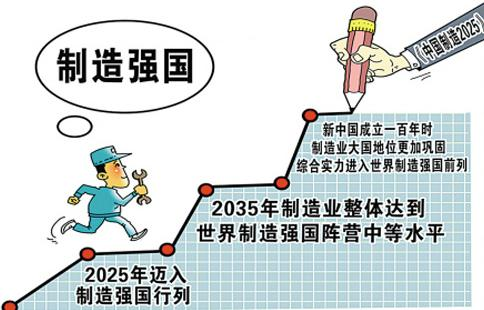 制造强国
《中国制造2025》
新中国成立一百年时
制造业大国地位更加巩固
综合实力进入世界制造强国前列
2035年制造业整体达到
世界制造强国阵营中等水平
2025年迈入
制造强国行列